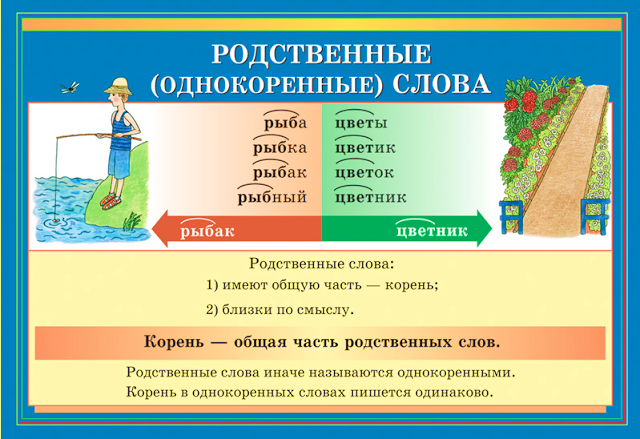 РОДСТВЕННЫЕ
(ОДНОКОРЕННЫЕ) СЛОВА
рыба
рыбка
рыбак
рыбный
цветы
цветик
цветок
цветник
рыбак
цветник
Родственные слова:
1) имеют общую часть — корень;
2) близки по смыслу.
Корень — общая часть родственных слов.
Родственные слова иначе называются однокоренными.
Корень в однокоренных словах пишется одинаково.